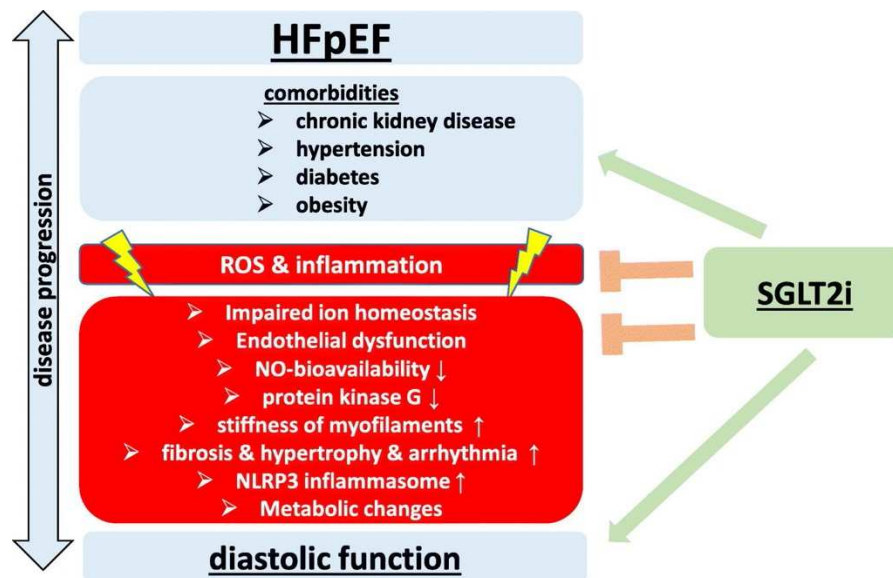 HFpEF
comorbidities
➢ chronic kidney disease
➢ hypertension
➢ diabetes
➢ obesity
disease progression
ROS & inflammation
SGLT2i
➢ Impaired ion homeostasis
➢ Endothelial dysfunction
➢ NO-bioavailability ↓
➢ protein kinase G ↓
➢ stiffness of myofilaments ↑
➢ fibrosis & hypertrophy & arrhythmia ↑
➢ NLRP3 inflammasome ↑
➢ Metabolic changes
diastolic function